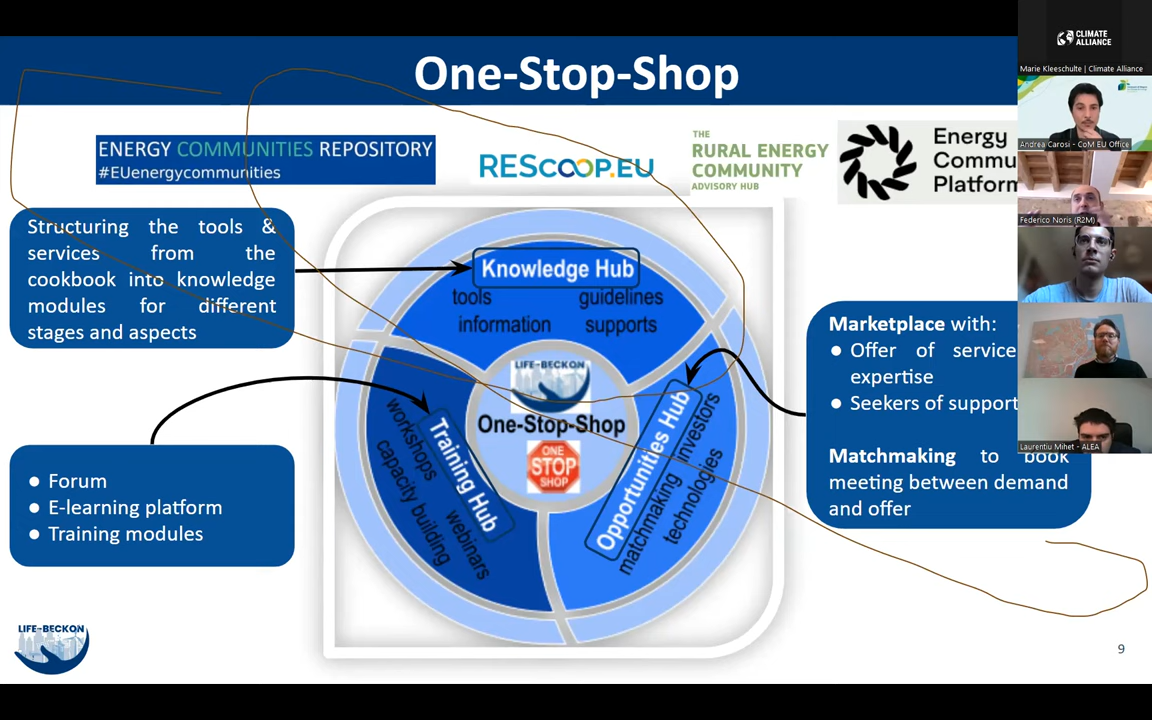 One-Stop-Shop
ENERGY COMMUNITIES REPOSITORY
#EUenergycommunities
REScoop.EU
THE
RURAL ENERGY
COMMUNITY
ADVISORY HUB
Energy
Commu
Platform
Structuring the tools &
services from the
cookbook into knowledge
modules for different
stages and aspects
Knowledge Hub
tools guidelines
information supports
Marketplace with:
● Offer of service
expertise
● Seekers of support
Matchmaking to book
meeting between demand
and offer
LIFE-BECKON
One-Stop-Shop
ONE
STOP
SHOP
Training Hub
workshops
capacity building
webinars
Opportunities Hub
investors
matchmaking
technologies
● Forum
● E-learning platform
● Training modules
LIFE-BECKON
9
CLIMATE
ALLIANCE
Marie Kleeschulte | Climate Alliance
Andrea Carosi - CoM EU Office
Federico Noris (R2M)
Laurentiu Mihet - ALEA